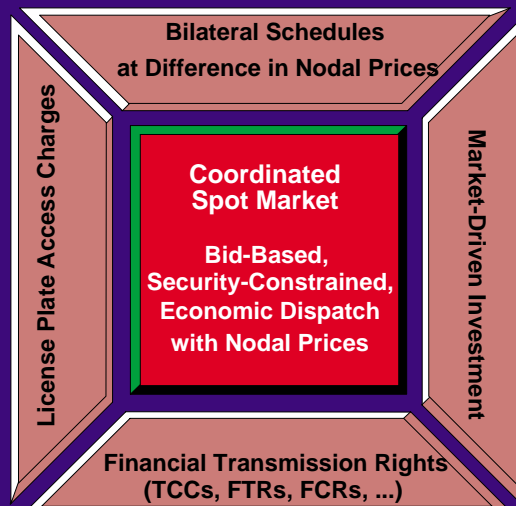 Bilateral Schedules
at Difference in Nodal Prices
License Plate Access Charges
Coordinated
Spot Market
Bid-Based,
Security-Constrained,
Economic Dispatch
with Nodal Prices
Market-Driven Investment
Financial Transmission Rights
(TCCs, FTRs, FCRs, ...)